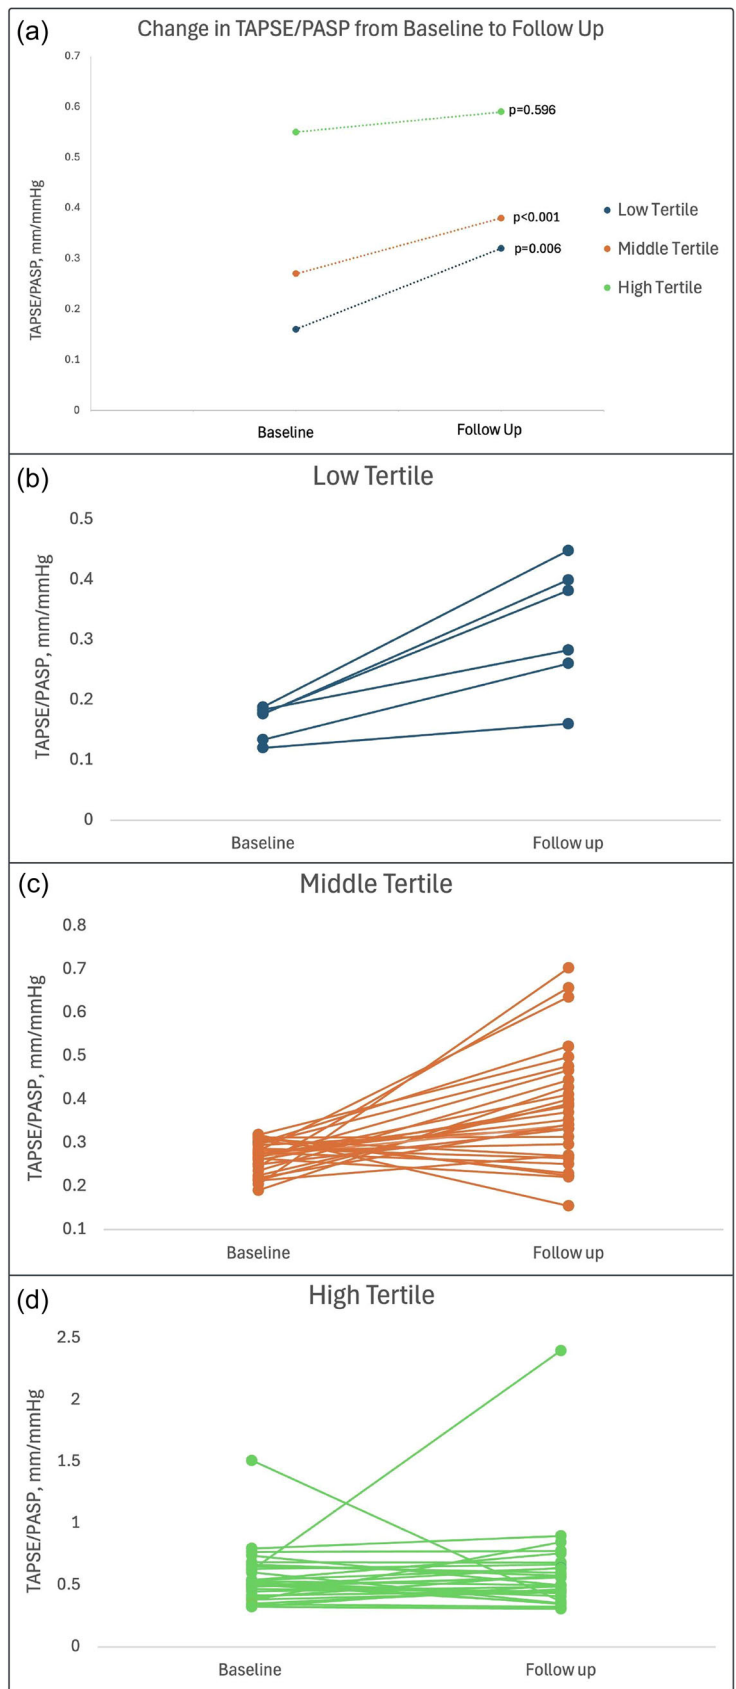 (a)
Change in TAPSE/PASP from Baseline to Follow Up
0.7
0.6
0.5
0.4
0.3
0.2
0.1
0
TAPSE/PASP, mm/mmHg
p=0.596
p<0.001
p=0.006
Low Tertile
Middle Tertile
High Tertile
Baseline
Follow Up
(b)
Low Tertile
0.5
0.4
0.3
0.2
0.1
0
TAPSE/PASP, mm/mmHg
Baseline
Follow up
(c)
Middle Tertile
0.8
0.7
0.6
0.5
0.4
0.3
0.2
0.1
TAPSE/PASP, mm/mmHg
Baseline
Follow up
(d)
High Tertile
2.5
2
1.5
1
0.5
0
TAPSE/PASP, mm/mmHg
Baseline
Follow up